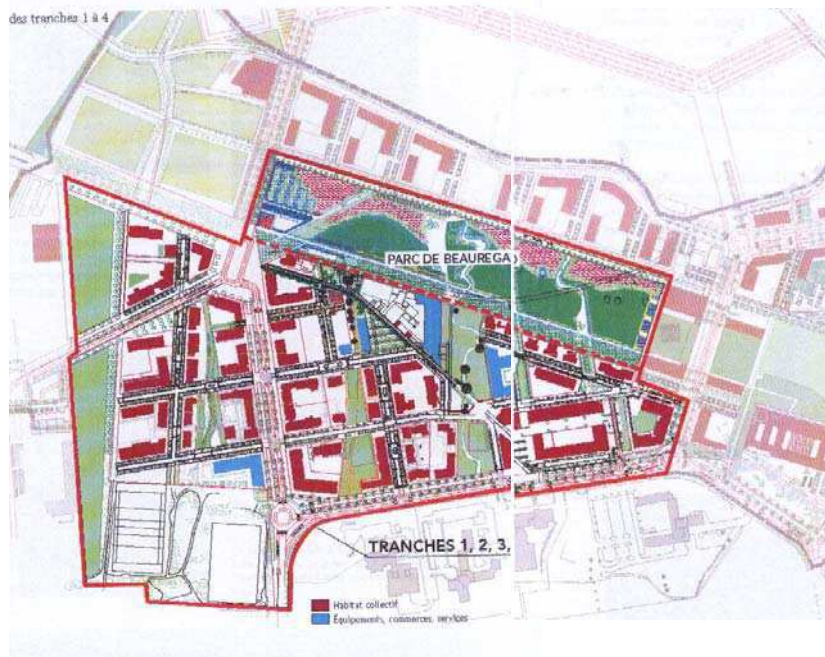 des tranches 1 à 4
PARC DE BEAUREGA
TRANCHES 1, 2, 3,
Habitat collectif
Équipements, commerces, services